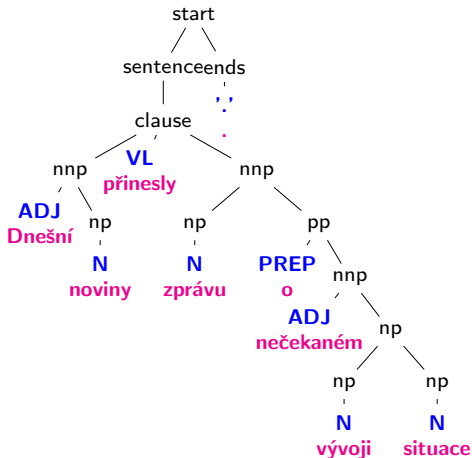 start
sentence ends
clause '.'
.
nnp VL nnp
přinesly
ADJ np np pp
Dnešní
N N PREP nnp
noviny zprávu o
ADJ np
nečekaném
np np
N N
vývoji situace